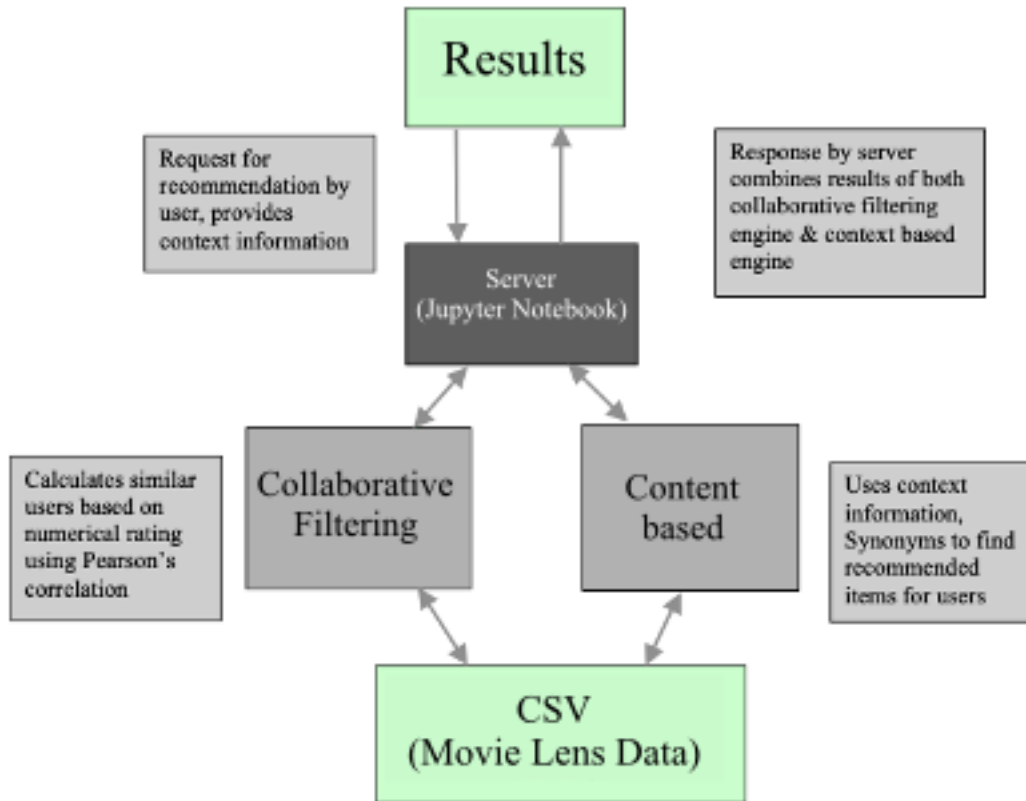 Results
Request for
recommendation by
user, provides
context information
Response by server
combines results of both
collaborative filtering
engine & context based
engine
Server
(Jupyter Notebook)
Calculates similar
users based on
numerical rating
using Pearson's
correlation
Collaborative
Filtering
Content
based
Uses context
information,
Synonyms to find
recommended
items for users
CSV
(Movie Lens Data)